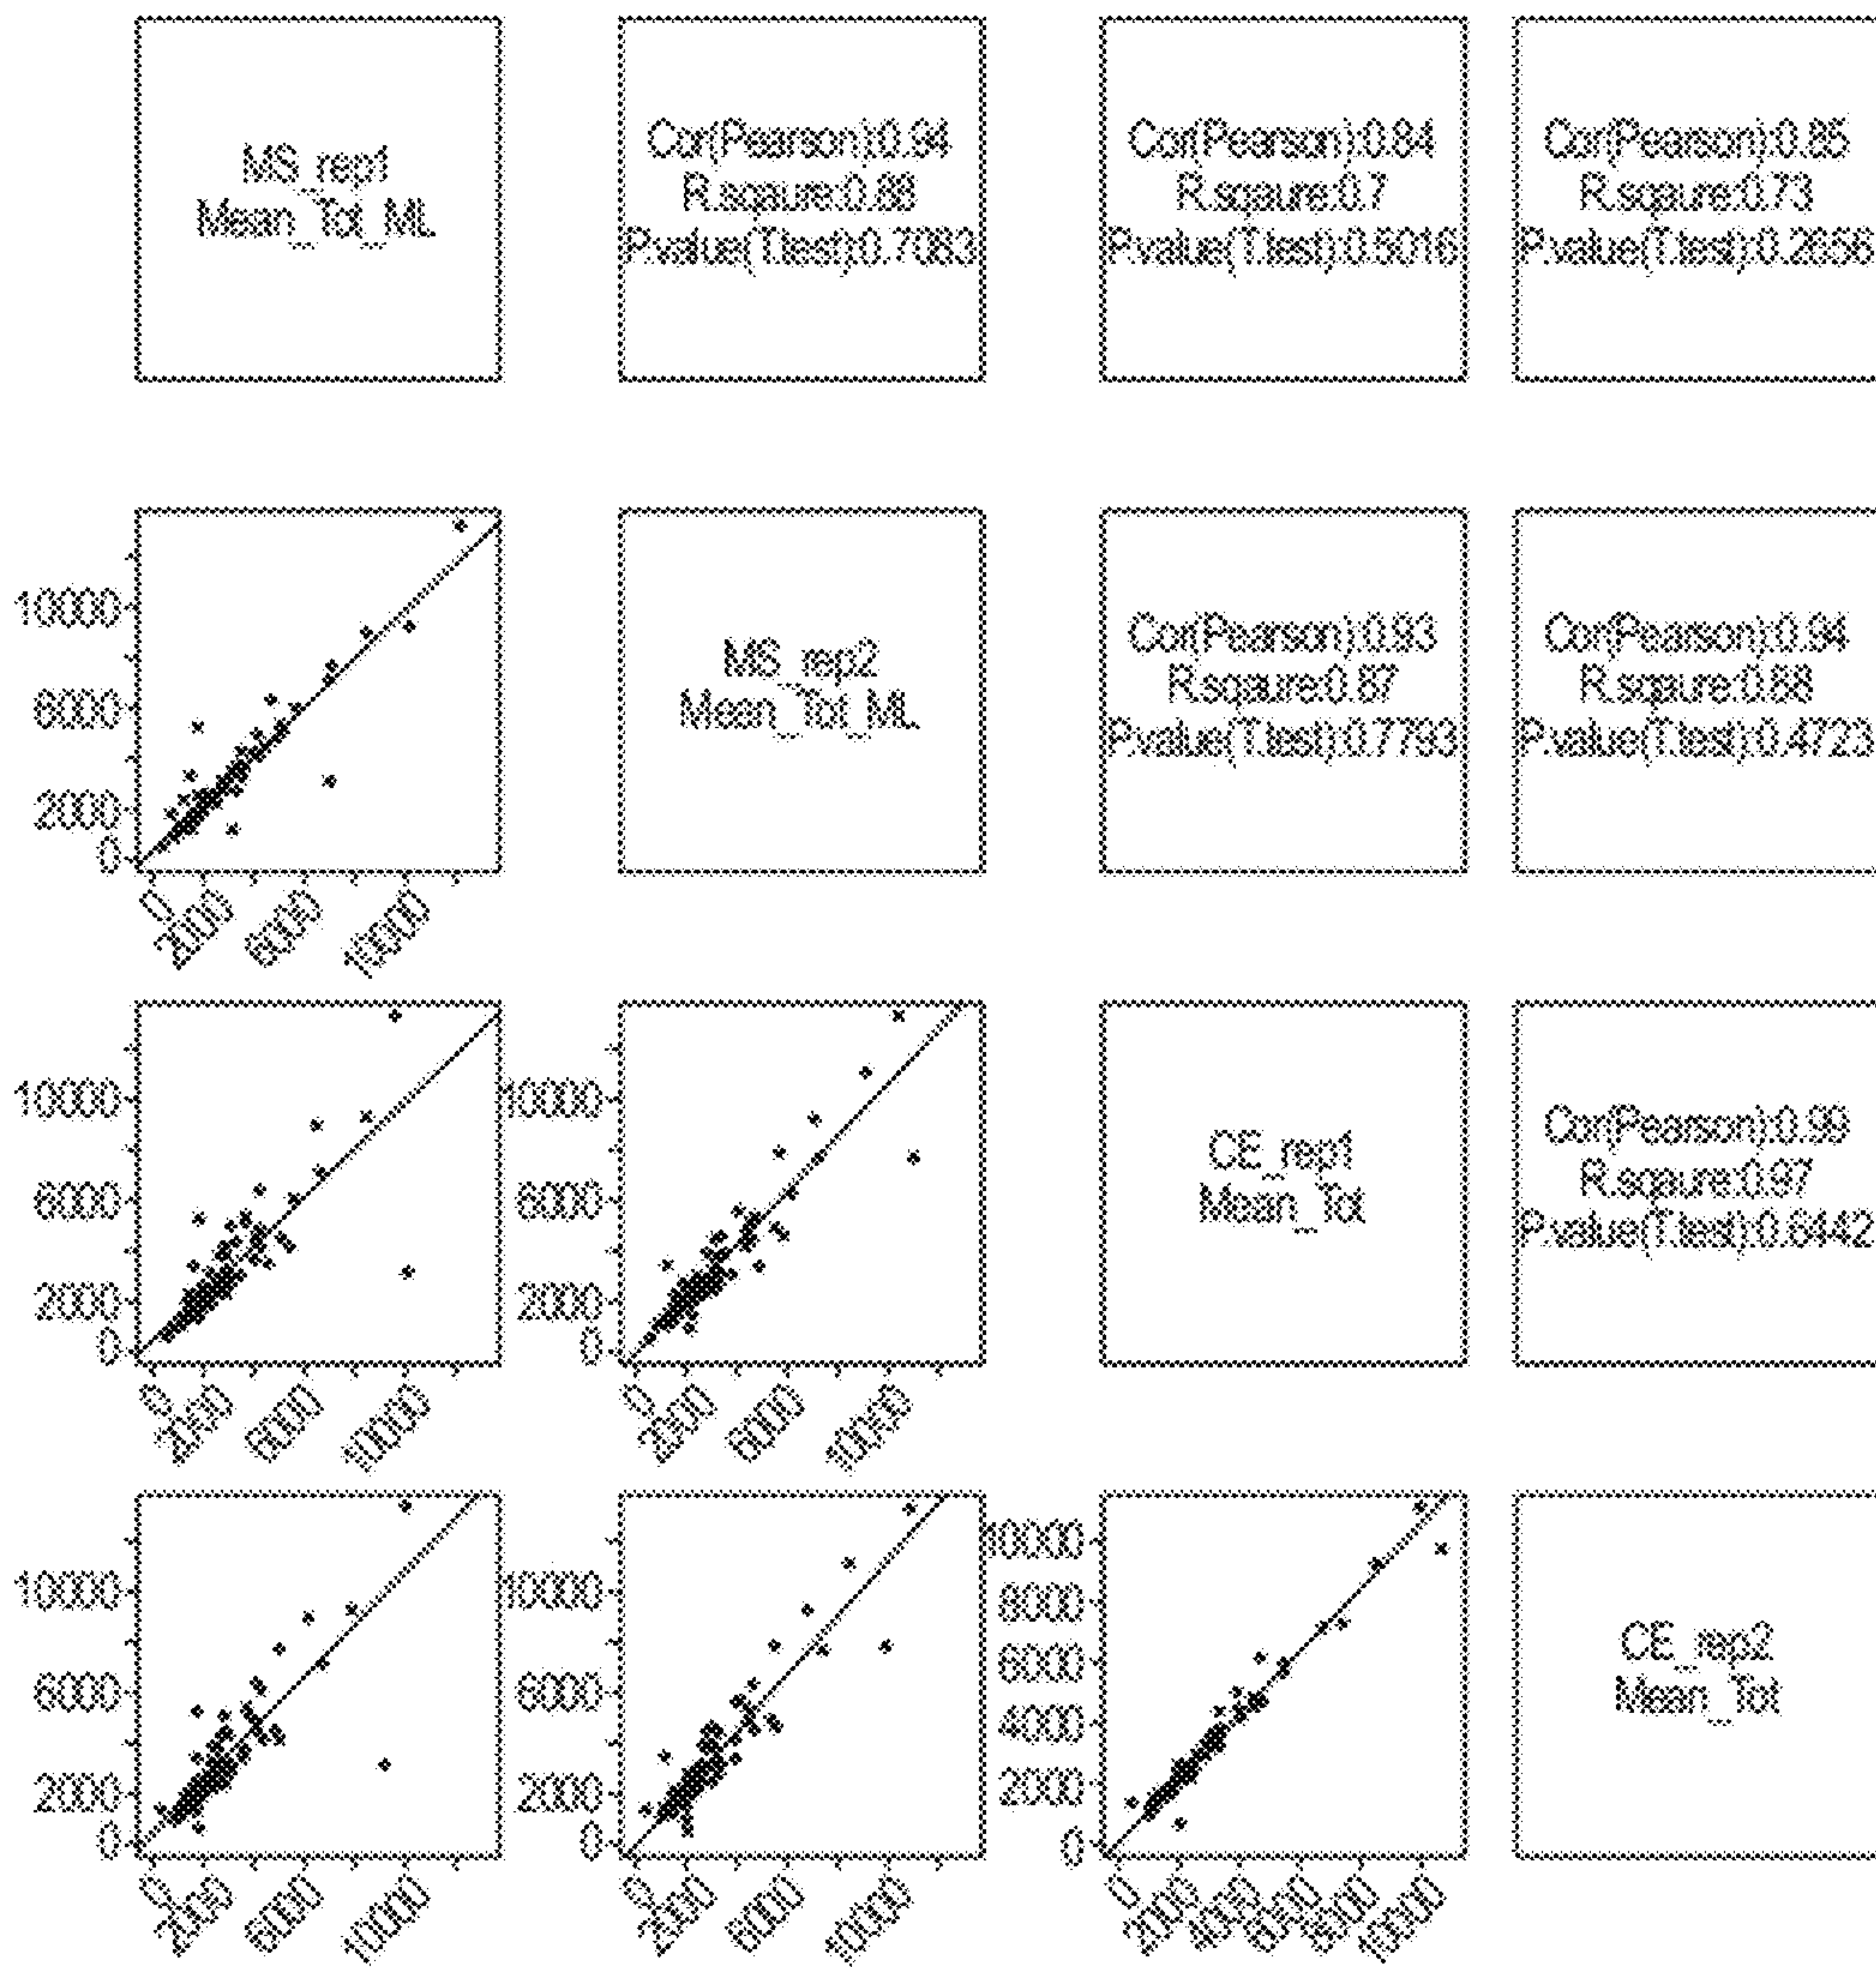 MS_rep1
Mean_Tot_ML
Cor(Pearson):0.94
R.sqaure:0.88
P.value(T.test):0.7083
Cor(Pearson):0.84
R.sqaure:0.7
P.value(T.test):0.5016
Cor(Pearson):0.85
R.sqaure:0.73
P.value(T.test):0.2656
10000
6000
2000
0
0
2000
6000
10000
MS_rep2
Mean_Tot_ML
Cor(Pearson):0.93
R.sqaure:0.87
P.value(T.test):0.7793
Cor(Pearson):0.94
R.sqaure:0.88
P.value(T.test):0.4723
10000
6000
2000
0
0
2000
6000
10000
10000
6000
2000
0
0
2000
6000
10000
CE_rep1
Mean_Tot
Cor(Pearson):0.99
R.sqaure:0.97
P.value(T.test):0.6442
10000
6000
2000
0
0
2000
6000
10000
10000
6000
2000
0
0
2000
6000
10000
10000
8000
6000
4000
2000
0
0
2000
4000
6000
8000
10000
CE_rep2
Mean_Tot